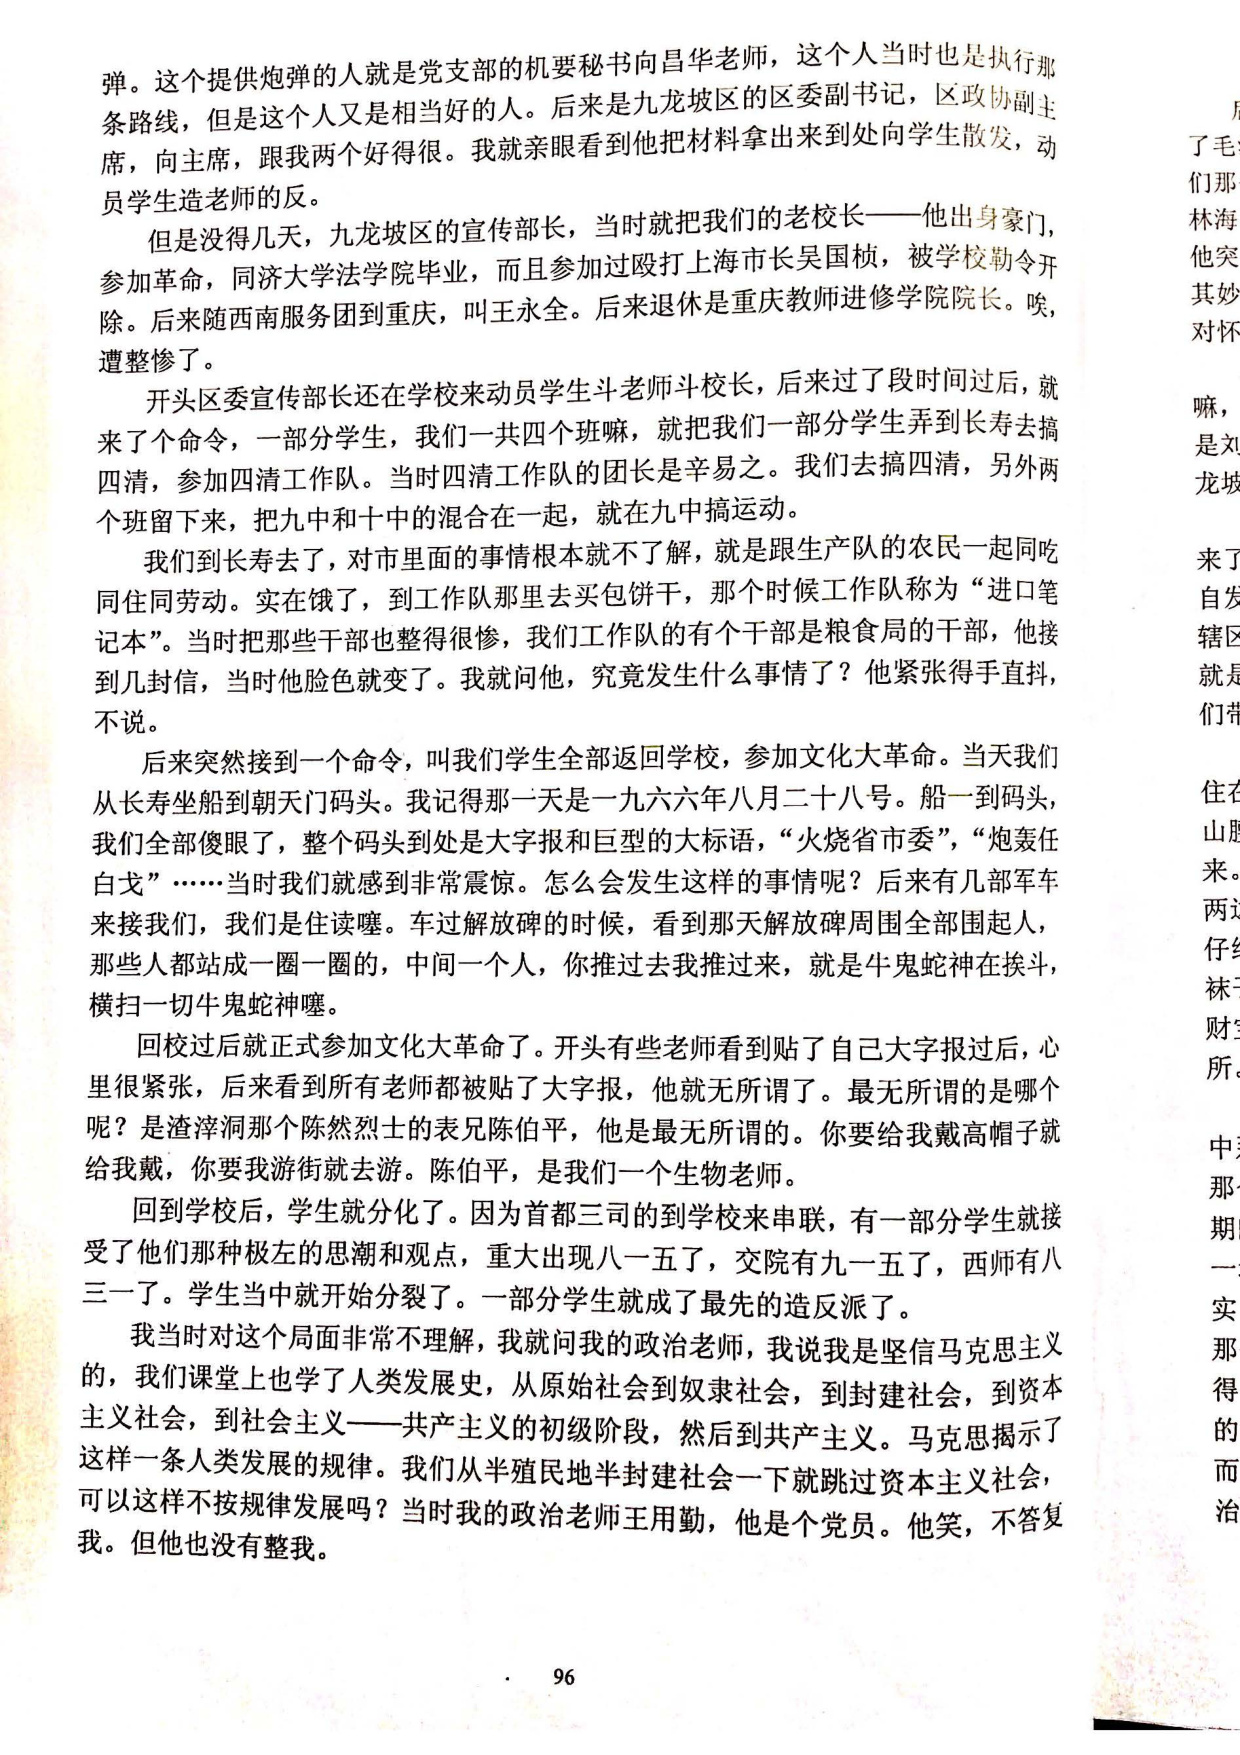 弹。这个提供炮弹的人就是党支部的机要秘书向昌华老师，这个人当时也是执行那
条路线，但是这个人又是相当好的人。后来是九龙坡区的区委副书记，区政协副主
席，向主席，跟我两个好得很。我就亲眼看到他把材料拿出来到处向学生散发，动
员学生造老师的反。
但是没得几天，九龙坡区的宣传部长，当时就把我们的老校长——他出身豪门，
参加革命，同济大学法学院毕业，而且参加过殴打上海市长吴国桢，被学校勒令开
除。后来随西南服务团到重庆，叫王永全。后来退休是重庆教师进修学院院长。唉，
遭整惨了。
开头区委宣传部长还在学校来动员学生斗老师斗校长，后来过了段时间过后，就
来了个命令，一部分学生，我们一共四个班嘛，就把我们一部分学生弄到长寿去搞
四清，参加四清工作队。当时四清工作队的团长是辛易之。我们去搞四清，另外两
个班留下来，把九中和十中的混合在一起，就在九中搞运动。
我们到长寿去了，对市里面的事情根本就不了解，就是跟生产队的农民一起同吃
同住同劳动。实在饿了，到工作队那里去买包饼干，那个时候工作队称为“进口笔
记本”。当时把那些干部也整得很惨，我们工作队的有个干部是粮食局的干部，他接
到几封信，当时他脸色就变了。我就问他，究竟发生什么事情了？他紧张得手直抖，
不说。
后来突然接到一个命令，叫我们学生全部返回学校，参加文化大革命。当天我们
从长寿坐船到朝天门码头。我记得那一天是一九六六年八月二十八号。船一到码头，
我们全部傻眼了，整个码头到处是大字报和巨型的大标语，“火烧省市委”，“炮轰任
白戈”……当时我们就感到非常震惊。怎么会发生这样的事情呢？后来有几部军车
来接我们，我们是住读噻。车过解放碑的时候，看到那天解放碑周围全部围起人，
那些人都站成一圈一圈的，中间一个人，你推过去我推过来，就是牛鬼蛇神在挨斗，
横扫一切牛鬼蛇神噻。
回校过后就正式参加文化大革命了。开头有些老师看到贴了自己大字报过后，心
里很紧张，后来看到所有老师都被贴了大字报，他就无所谓了。最无所谓的是哪个
呢？是渣滓洞那个陈然烈士的表兄陈伯平，他是最无所谓的。你要给我戴高帽子就
给我戴，你要我游街就去游。陈伯平，是我们一个生物老师。
回到学校后，学生就分化了。因为首都三司的到学校来串联，有一部分学生就接
受了他们那种极左的思潮和观点，重大出现八一五了，交院有九一五了，西师有八
三一了。学生当中就开始分裂了。一部分学生就成了最先的造反派了。
我当时对这个局面非常不理解，我就问我的政治老师，我说我是坚信马克思主义
的，我们课堂上也学了人类发展史，从原始社会到奴隶社会，到封建社会，到资本
主义社会，到社会主义——共产主义的初级阶段，然后到共产主义。马克思揭示了
这样一条人类发展的规律。我们从半殖民地半封建社会一下就跳过资本主义社会，
可以这样不按规律发展吗？当时我的政治老师王用勤，他是个党员。他笑，不答复
我。但他也没有整我。
96
了毛
们那
林海
他突
其妙
对怀
嘛，
是刘
龙坡
来了
自发
辖区
就是
们带
住在
山腰
来。
两边
仔细
袜子
财宝
所。
中
那
期
一
实
那
得
的
而
治